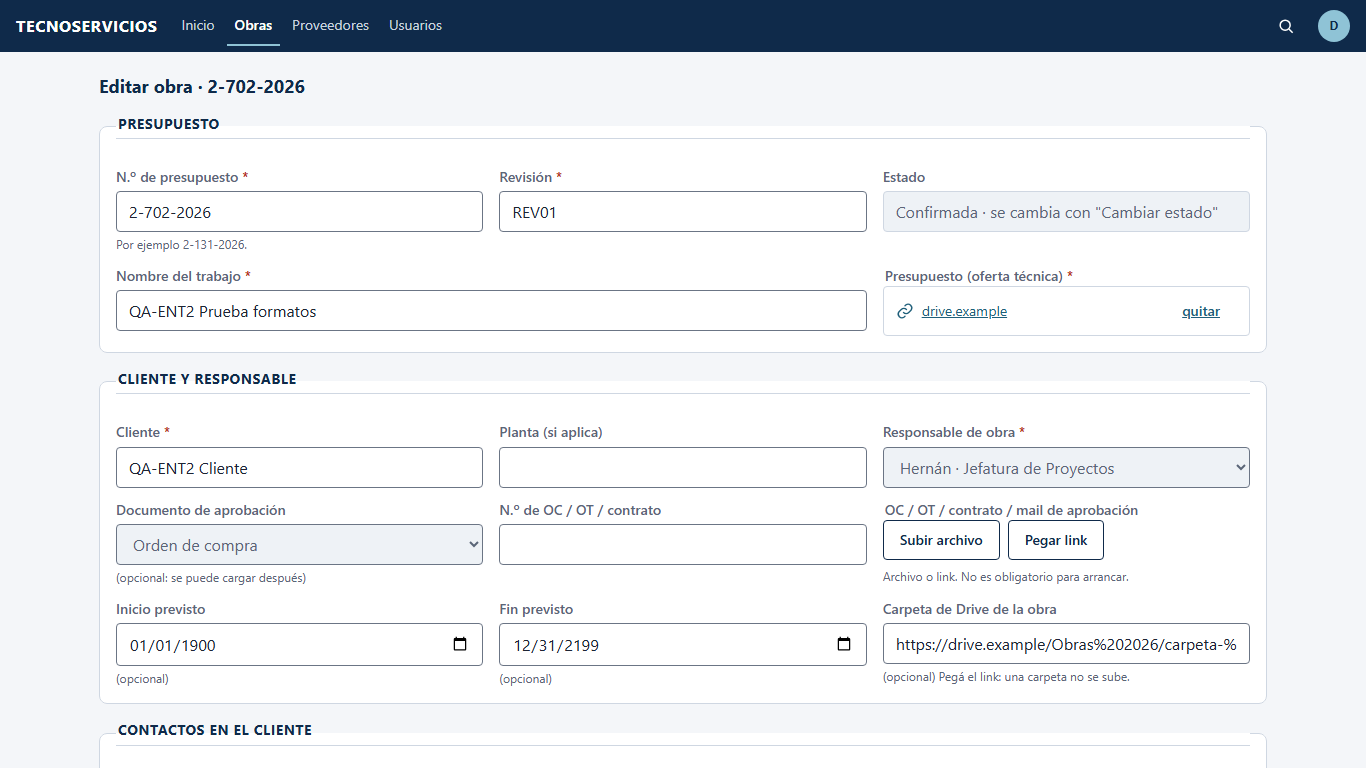 TECNOSERVICIOS Inicio Obras Proveedores Usuarios D
Editar obra · 2-702-2026
PRESUPUESTO
N.º de presupuesto * Revisión * Estado
2-702-2026 REV01 Confirmada · se cambia con "Cambiar estado"
Por ejemplo 2-131-2026.
Nombre del trabajo * Presupuesto (oferta técnica) *
QA-ENT2 Prueba formatos drive.example quitar
CLIENTE Y RESPONSABLE
Cliente * Planta (si aplica) Responsable de obra *
QA-ENT2 Cliente Hernán · Jefatura de Proyectos
Documento de aprobación N.º de OC / OT / contrato OC / OT / contrato / mail de aprobación
Orden de compra Subir archivo Pegar link
(opcional: se puede cargar después) Archivo o link. No es obligatorio para arrancar.
Inicio previsto Fin previsto Carpeta de Drive de la obra
01/01/1900 12/31/2199 https://drive.example/Obras%202026/carpeta-%
(opcional) (opcional) (opcional) Pegá el link: una carpeta no se sube.
CONTACTOS EN EL CLIENTE